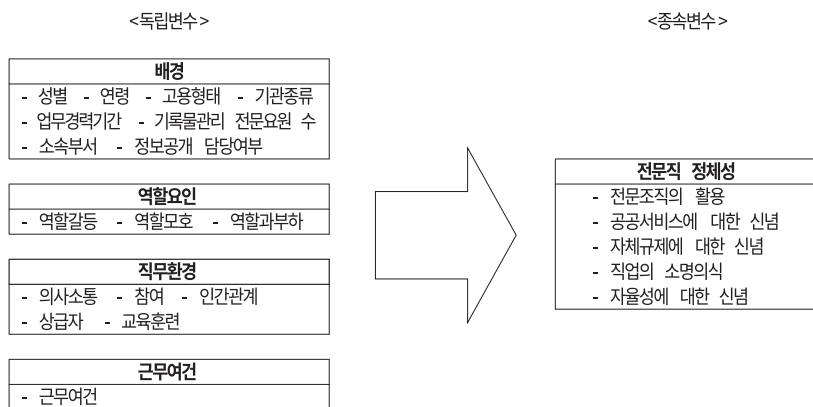 <독립변수>
<종속변수>
배경
- 성별 - 연령 - 고용형태 - 기관종류
- 업무경력기간 - 기록물관리 전문요원 수
- 소속부서 - 정보공개 담당여부
역할요인
- 역할갈등 - 역할모호 - 역할과부하
직무환경
- 의사소통 - 참여 - 인간관계
- 상급자 - 교육훈련
근무여건
- 근무여건
전문직 정체성
- 전문조직의 활용
- 공공서비스에 대한 신념
- 자체규제에 대한 신념
- 직업의 소명의식
- 자율성에 대한 신념